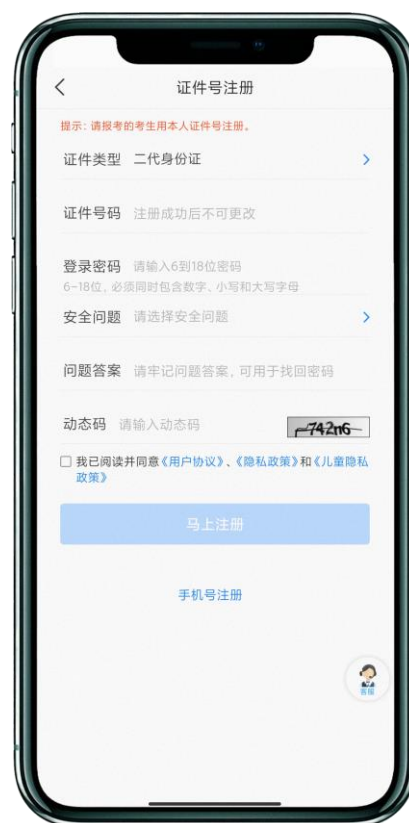 证件号注册
提示: 请报考的考生用本人证件号注册。
证件类型 二代身份证
证件号码 注册成功后不可更改
登录密码 请输入6到18位密码
6-18位, 必须同时包含数字、小写和大写字母
安全问题 请选择安全问题
问题答案 请牢记问题答案, 可用于找回密码
动态码 请输入动态码 742n6
我已阅读并同意《用户协议》、《隐私政策》和《儿童隐私
政策》
马上注册
手机号注册
客服